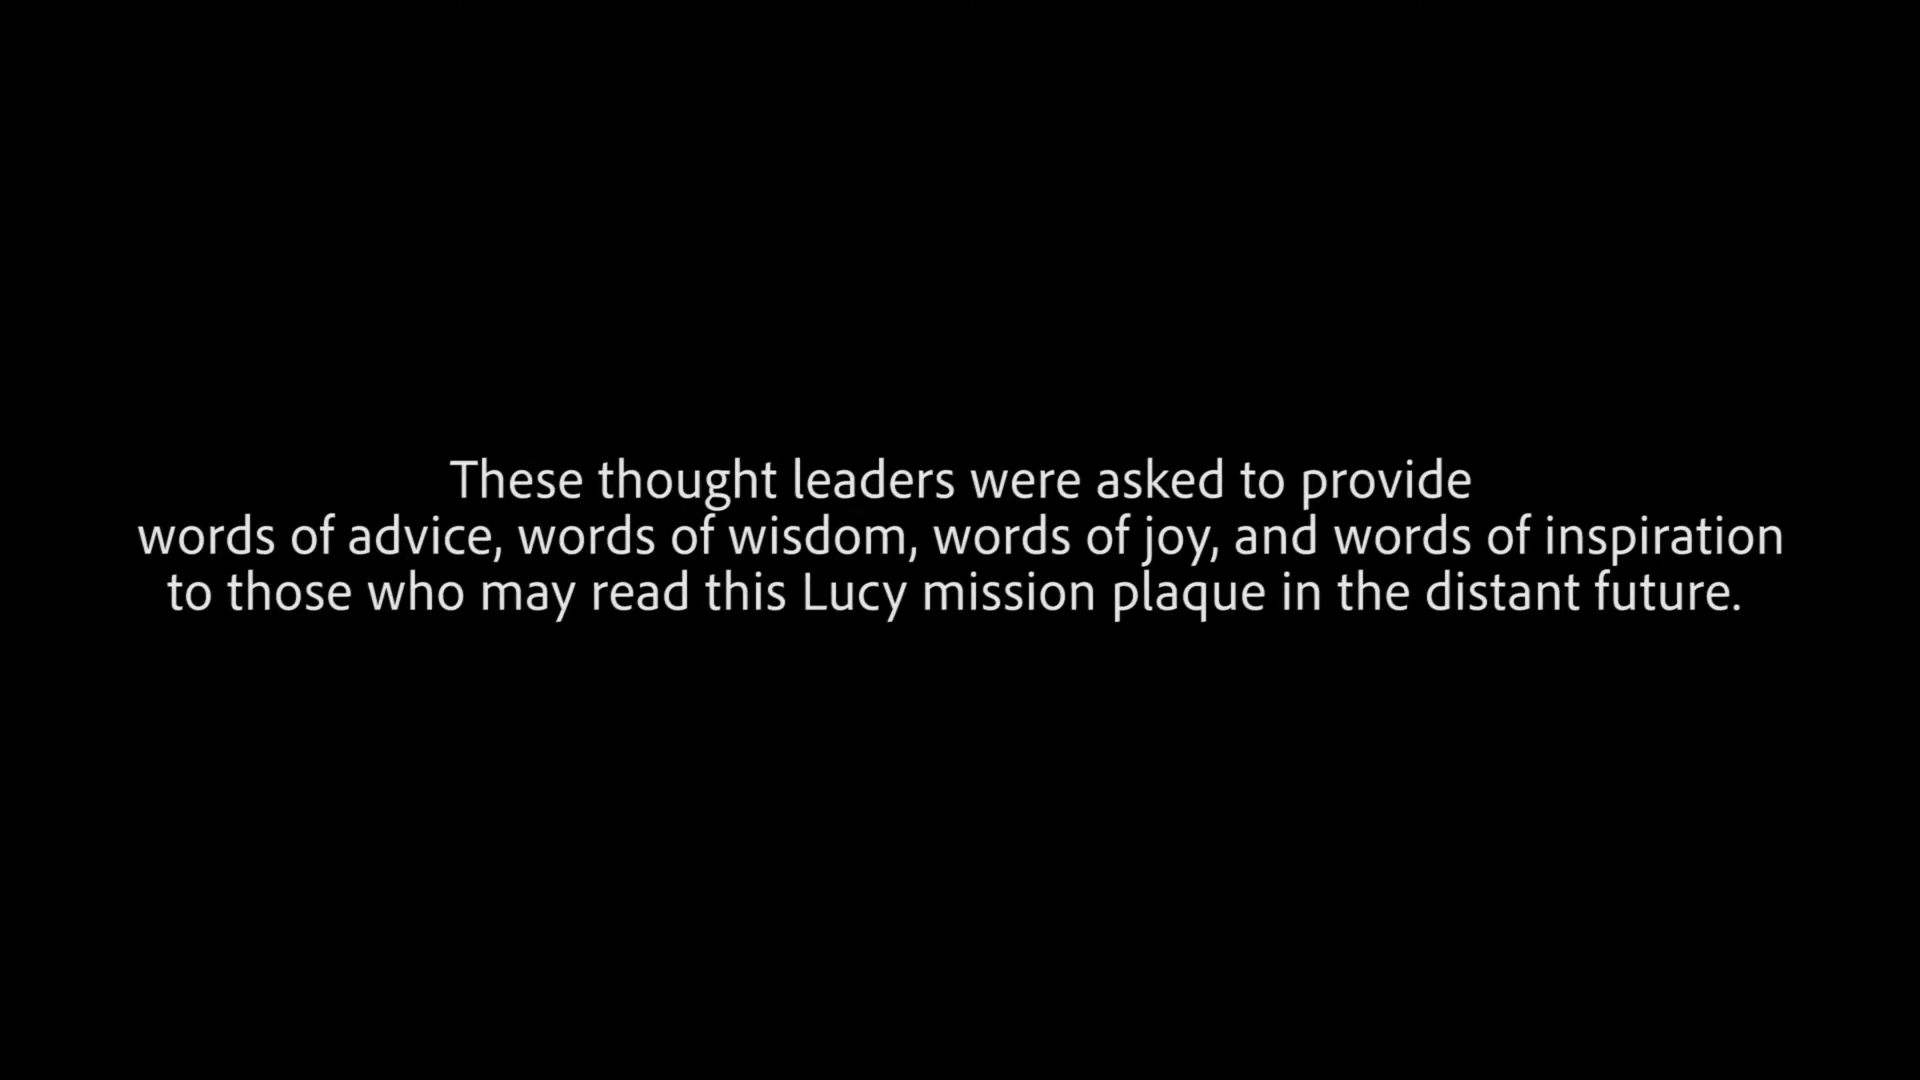 These thought leaders were asked to provide
words of advice, words of wisdom, words of joy, and words of inspiration
to those who may read this Lucy mission plaque in the distant future.